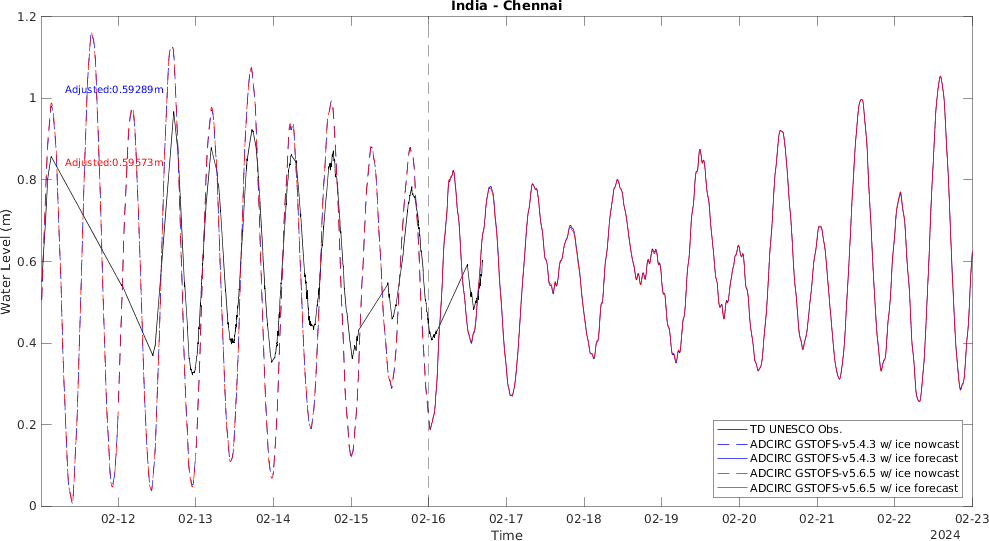 India - Chennai
1.2
1
0.8
0.6
0.4
0.2
0
Water Level (m)
Adjusted:0.59289m
Adjusted:0.59573m
TD UNESCO Obs.
ADCIRC GSTOFS-v5.4.3 w/ ice nowcast
ADCIRC GSTOFS-v5.4.3 w/ ice forecast
ADCIRC GSTOFS-v5.6.5 w/ ice nowcast
ADCIRC GSTOFS-v5.6.5 w/ ice forecast
02-12 02-13 02-14 02-15 02-16 02-17 02-18 02-19 02-20 02-21 02-22 02-23
Time
2024